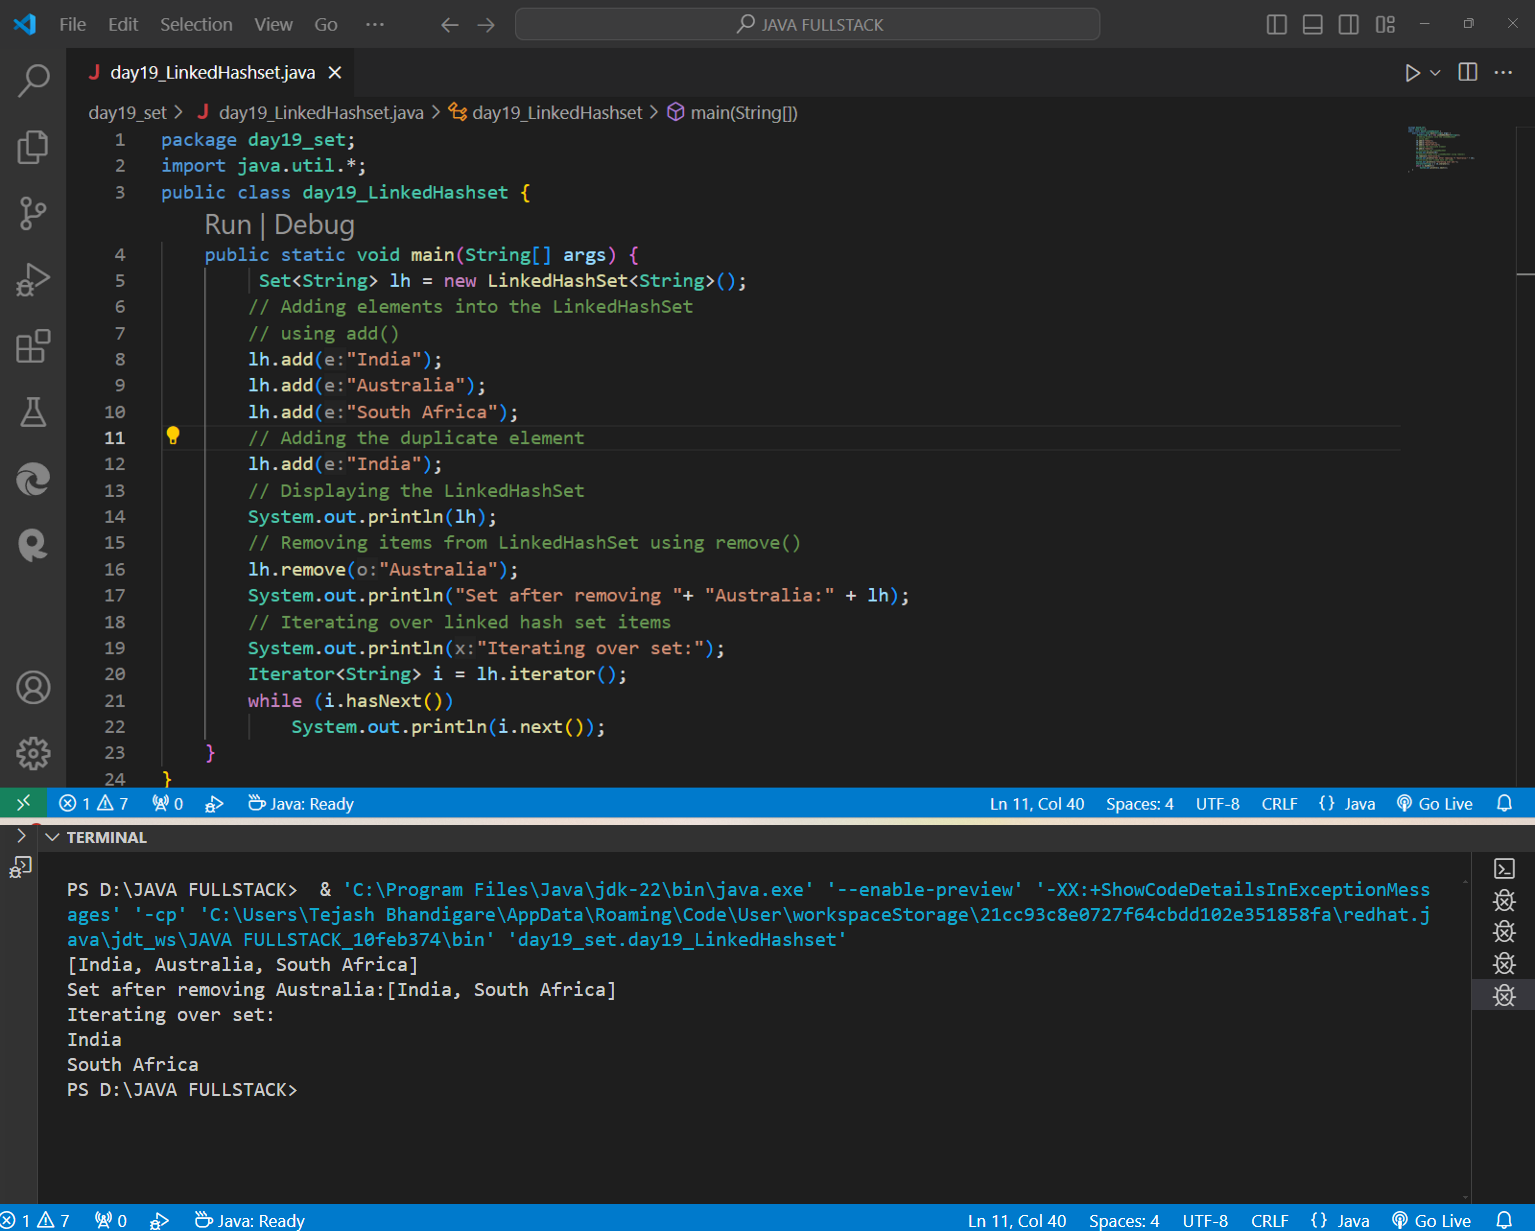 File Edit Selection View Go ··· JAVA FULLSTACK
day19_LinkedHashset.java
day19_set > day19_LinkedHashset.java > day19_LinkedHashset > main(String[])
1 package day19_set;
2 import java.util.*;
3 public class day19_LinkedHashset {
Run | Debug
4 public static void main(String[] args) {
5 Set<String> lh = new LinkedHashSet<String>();
6 // Adding elements into the LinkedHashSet
7 // using add()
8 lh.add(e:"India");
9 lh.add(e:"Australia");
10 lh.add(e:"South Africa");
11 // Adding the duplicate element
12 lh.add(e:"India");
13 // Displaying the LinkedHashSet
14 System.out.println(lh);
15 // Removing items from LinkedHashSet using remove()
16 lh.remove(o:"Australia");
17 System.out.println("Set after removing "+ "Australia:" + lh);
18 // Iterating over linked hash set items
19 System.out.println(x:"Iterating over set:");
20 Iterator<String> i = lh.iterator();
21 while (i.hasNext())
22 System.out.println(i.next());
23 }
24 }
1 7 0 Java: Ready Ln 11, Col 40 Spaces: 4 UTF-8 CRLF {} Java Go Live
TERMINAL
PS D:\JAVA FULLSTACK>  & 'C:\Program Files\Java\jdk-22\bin\java.exe' '--enable-preview' '-XX:+ShowCodeDetailsInExceptionMess
ages' '-cp' 'C:\Users\Tejash Bhandigare\AppData\Roaming\Code\User\workspaceStorage\21cc93c8e0727f64cbdd102e351858fa\redhat.j
ava\jdt_ws\JAVA FULLSTACK_10feb374\bin' 'day19_set.day19_LinkedHashset'
[India, Australia, South Africa]
Set after removing Australia:[India, South Africa]
Iterating over set:
India
South Africa
PS D:\JAVA FULLSTACK>
1 7 0 Java: Ready Ln 11, Col 40 Spaces: 4 UTF-8 CRLF {} Java Go Live